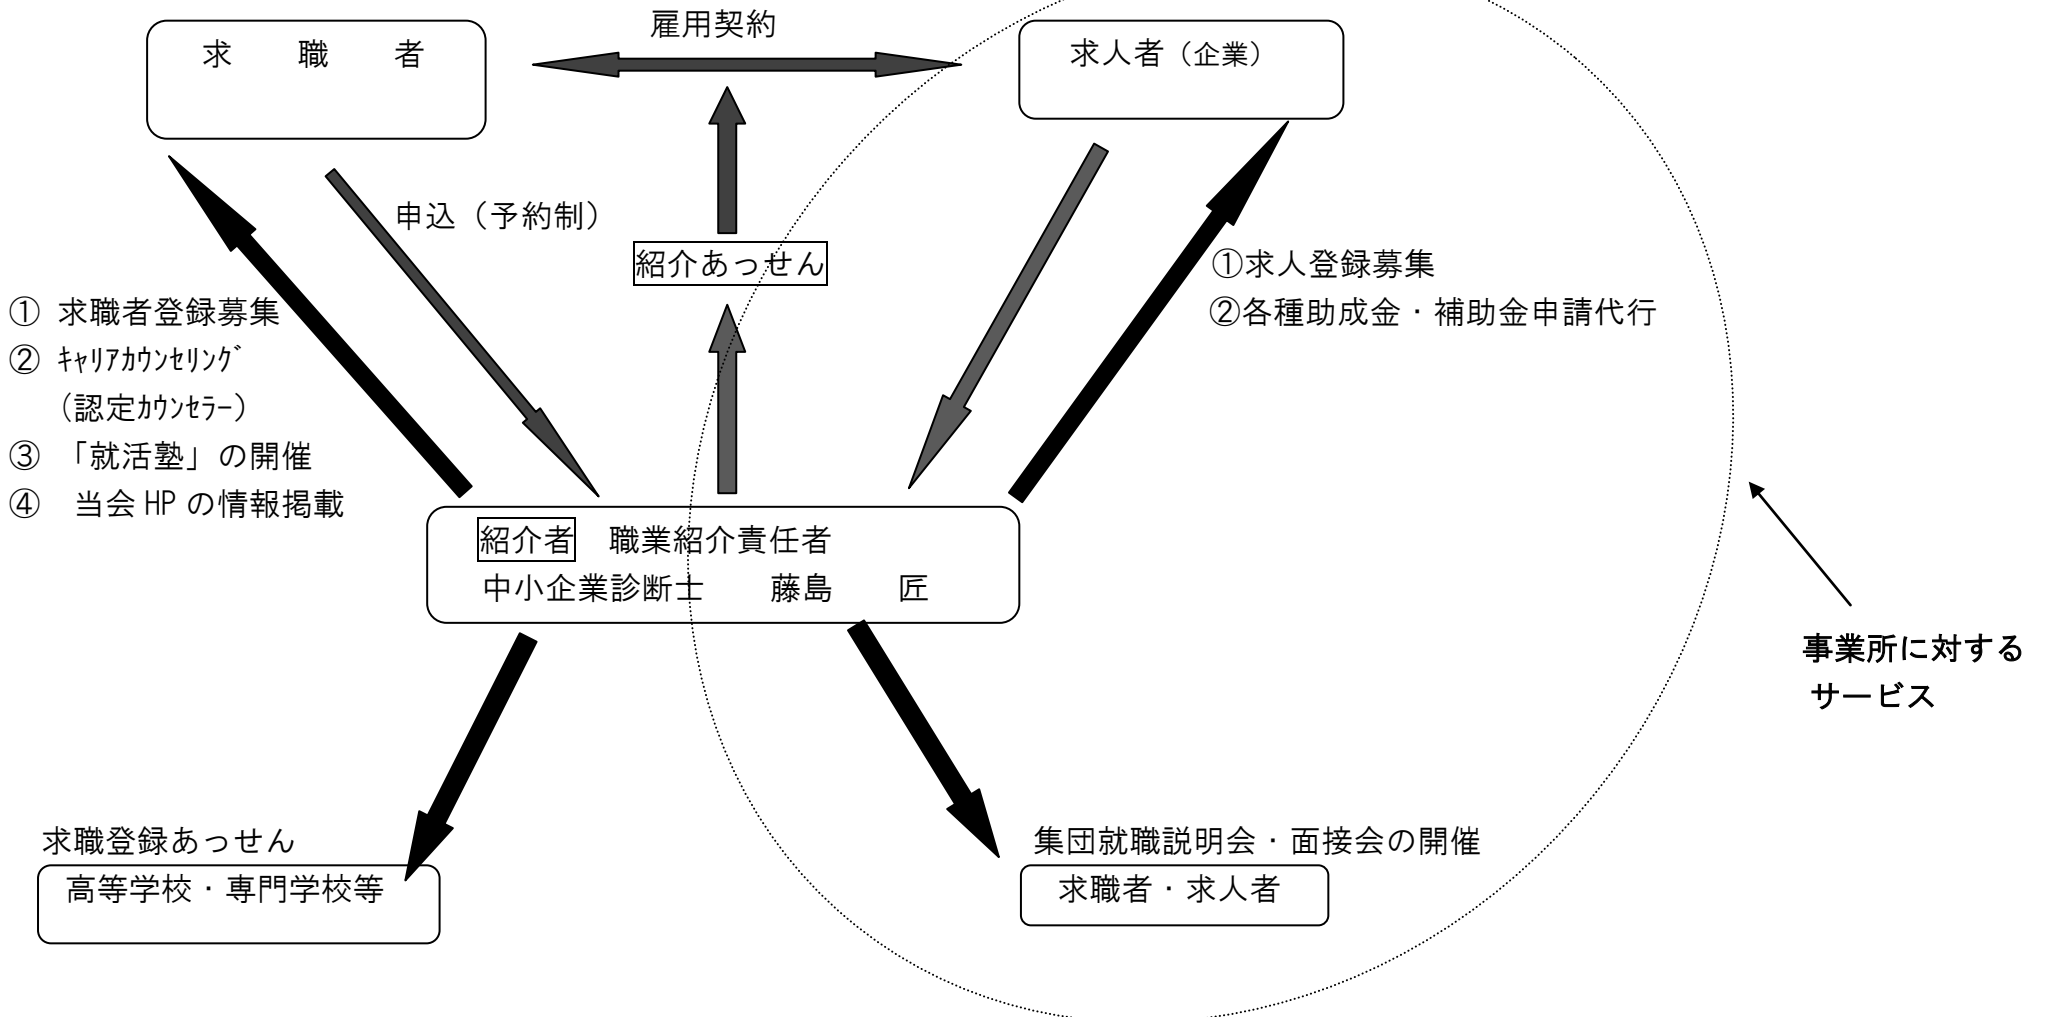 雇用契約
求　職　者
求人者（企業）
申込（予約制）
紹介あっせん
①求人登録募集
②各種助成金・補助金申請代行
① 求職者登録募集
② ｷｬﾘｱｶｳﾝｾﾘﾝｸﾞ
（認定ｶｳﾝｾﾗｰ）
③ 「就活塾」の開催
④ 当会 HP の情報掲載
紹介者　職業紹介責任者
中小企業診断士　藤島　匠
事業所に対する
サービス
求職登録あっせん
高等学校・専門学校等
集団就職説明会・面接会の開催
求職者・求人者